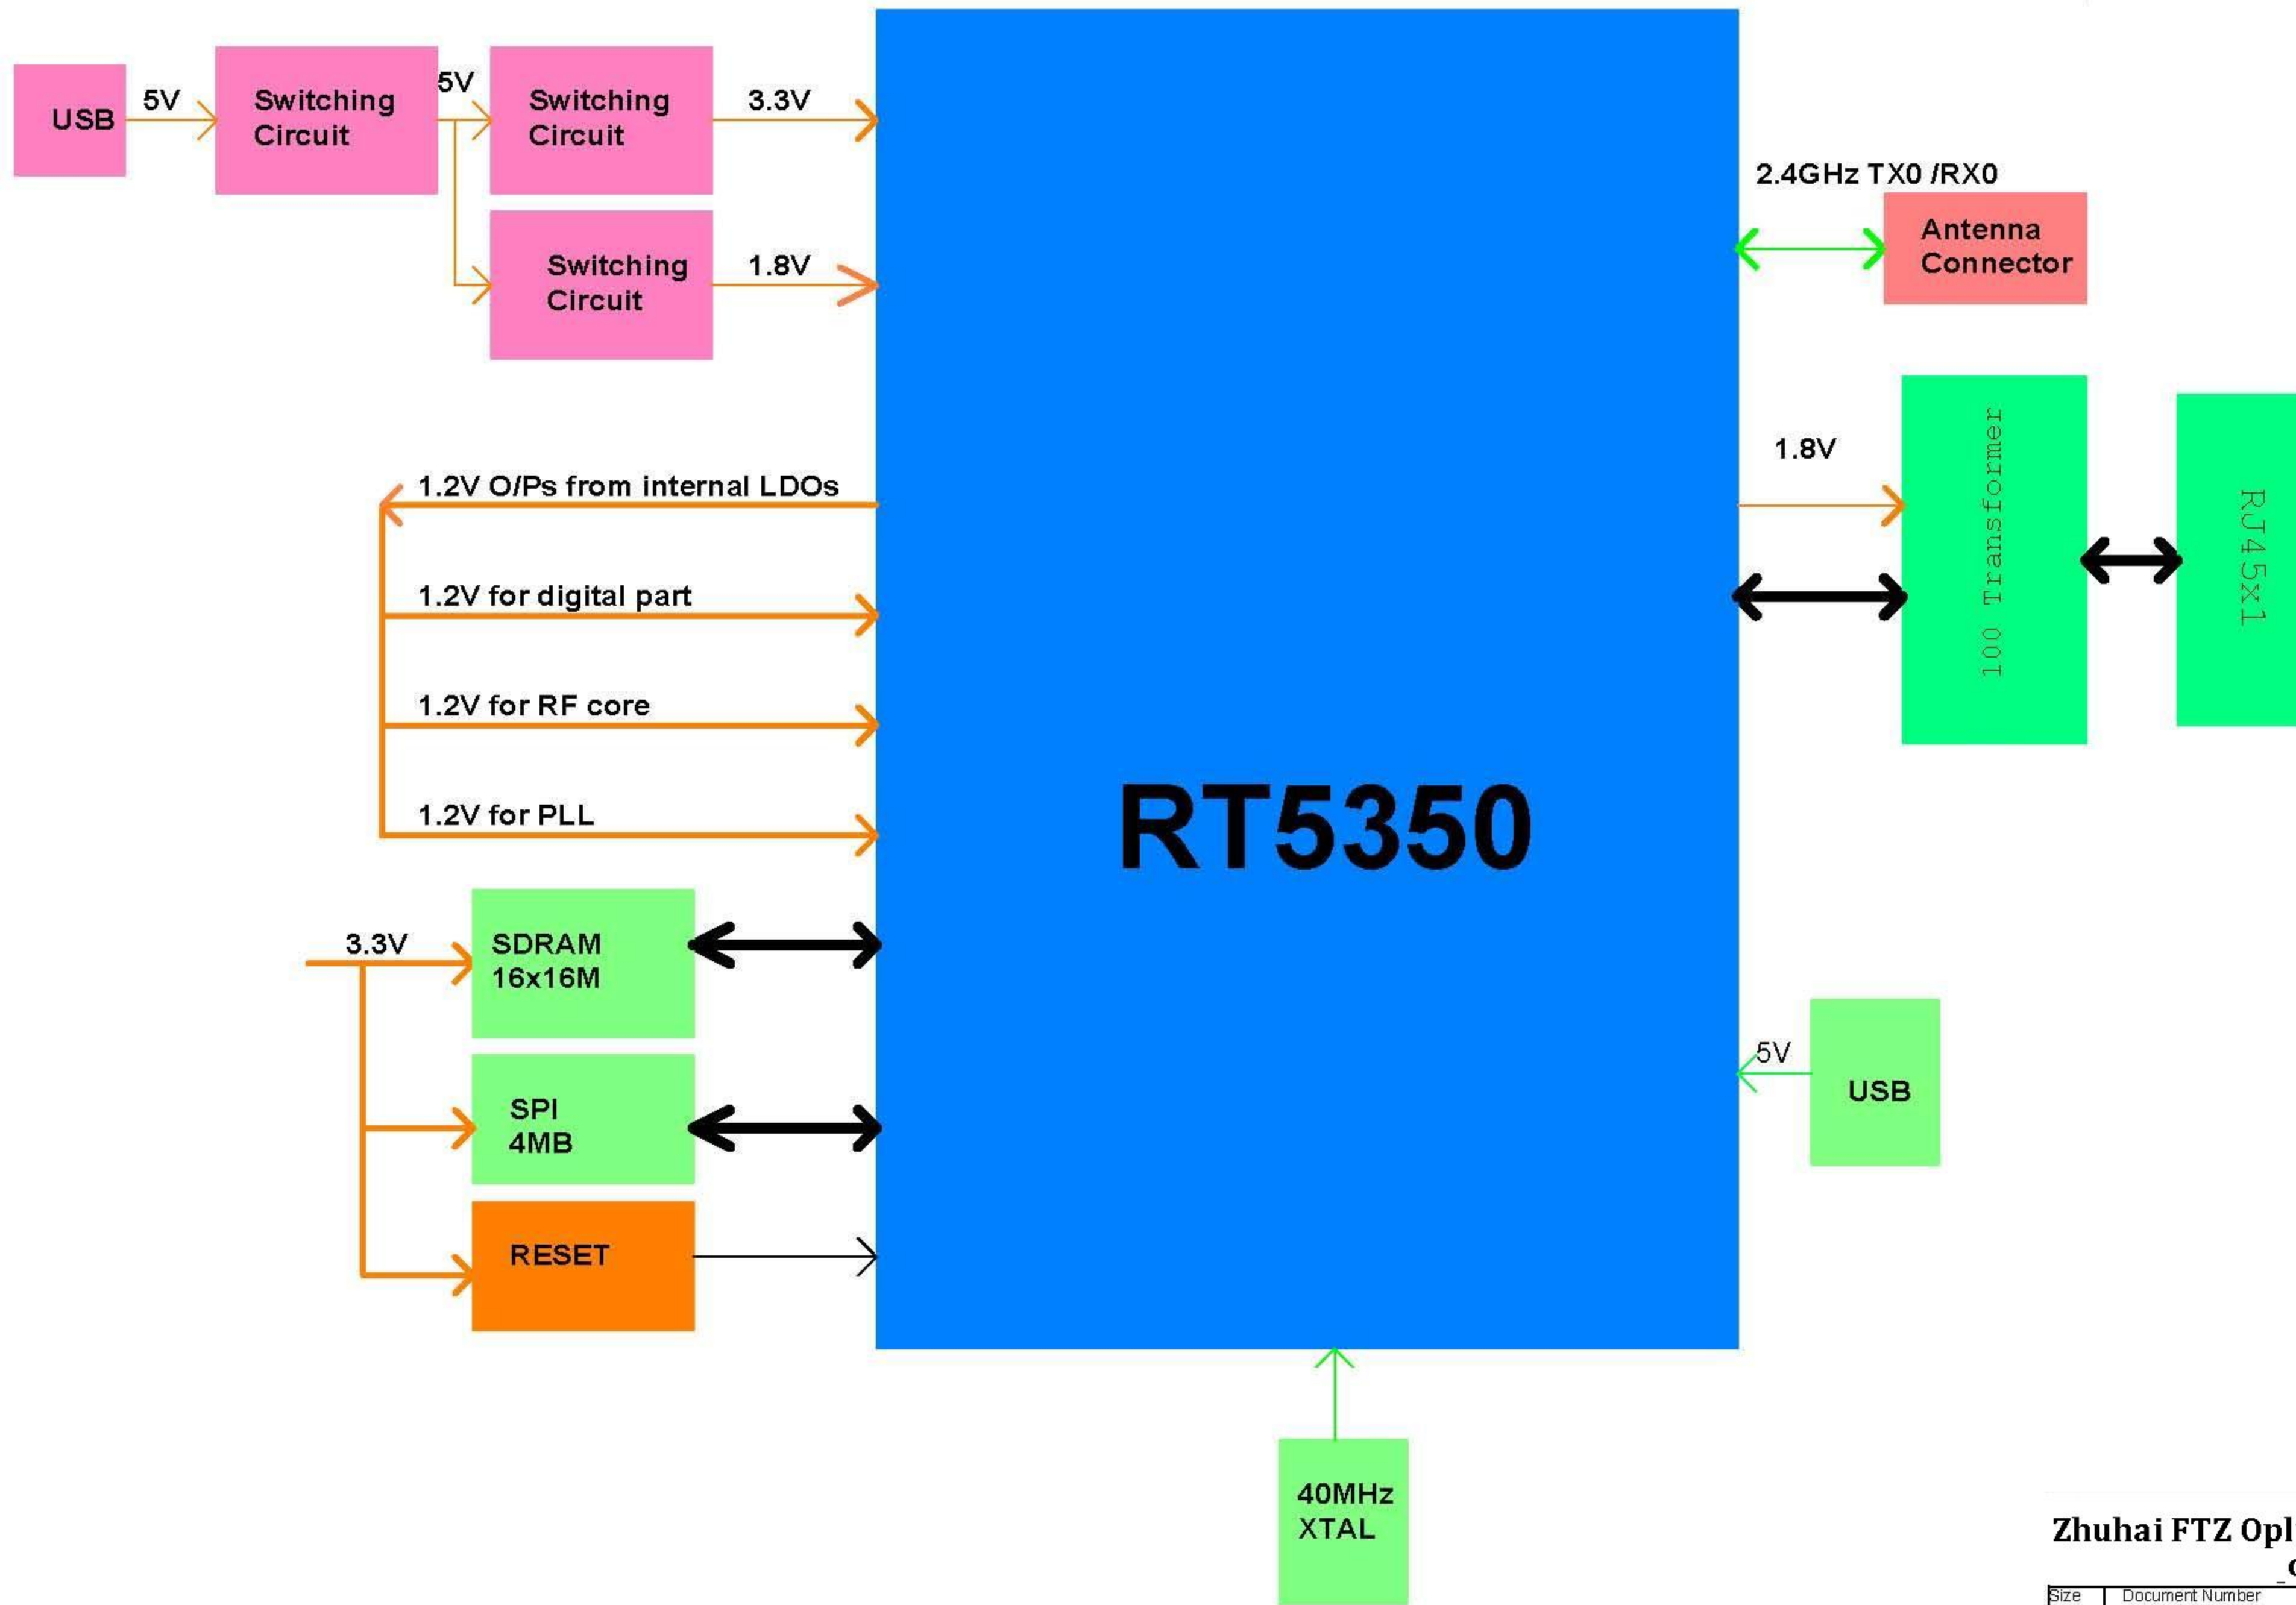 USB
5V
Switching
Circuit
5V
Switching
Circuit
3.3V
Switching
Circuit
1.8V
2.4GHz TX0 /RX0
Antenna
Connector
1.8V
100 Transformer
RJ45x1
1.2V O/Ps from internal LDOs
1.2V for digital part
1.2V for RF core
1.2V for PLL
RT5350
3.3V
SDRAM
16x16M
SPI
4MB
RESET
5V
USB
40MHz
XTAL
Zhuhai FTZ Opl
Size Document Number